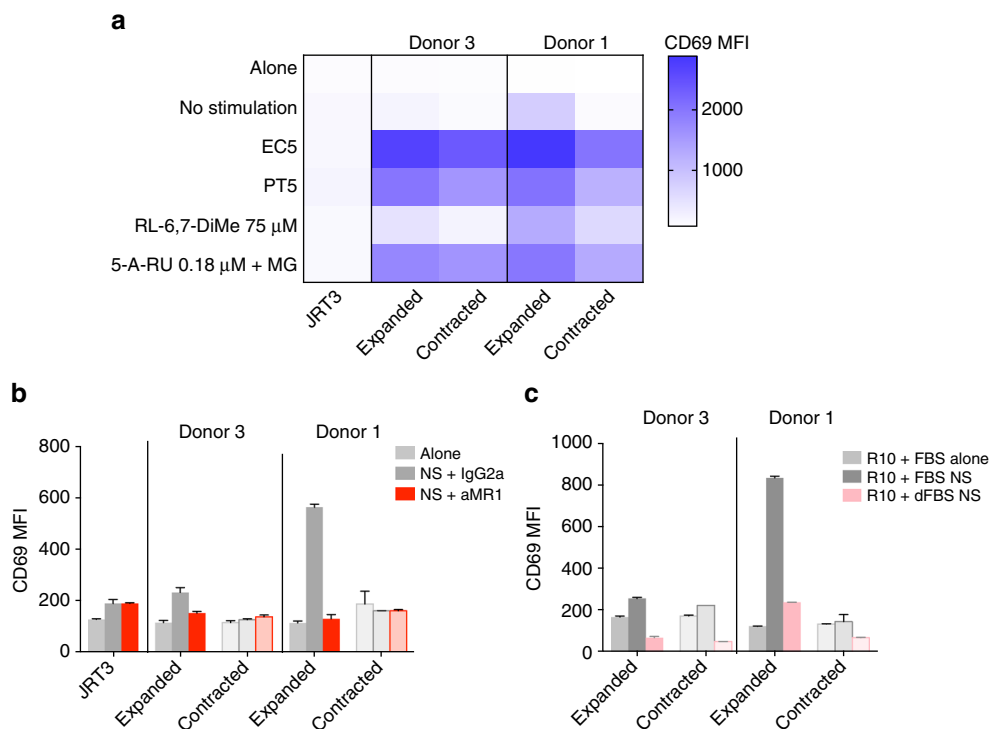 a
Donor 3 Donor 1 CD69 MFI
Alone
No stimulation
EC5
PT5
RL-6,7-DiMe 75 μM
5-A-RU 0.18 μM + MG
2000
1000
JRT3 Expanded Contracted Expanded Contracted
b
Donor 3 Donor 1
CD69 MFI
800
600
400
200
0
Alone
NS + IgG2a
NS + aMR1
JRT3 Expanded Contracted Expanded Contracted
c
Donor 3 Donor 1
CD69 MFI
1000
800
600
400
200
0
R10 + FBS alone
R10 + FBS NS
R10 + dFBS NS
Expanded Contracted Expanded Contracted